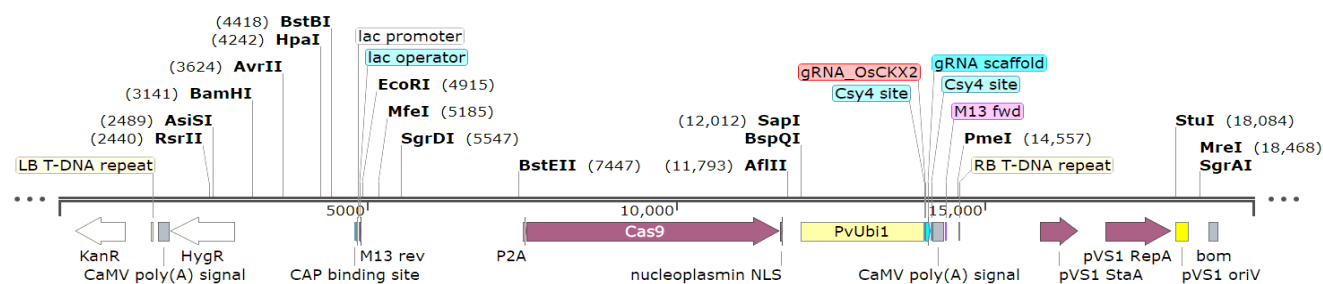 (4418) BstBI
(4242) HpaI
lac promoter
lac operator
(3624) AvrII
gRNA_OsCKX2
gRNA scaffold
EcoRI (4915)
Csy4 site
Csy4 site
(3141) BamHI
MfeI (5185)
M13 fwd
(2489) AsiSI
(12,012) SapI
StuI (18,084)
(2440) RsrII
SgrDI (5547)
BspQI
PmeI (14,557)
MreI (18,468)
LB T-DNA repeat
BstEII (7447)
(11,793) AflII
RB T-DNA repeat
SgrAI
5000
10,000
15,000
Cas9
PvUbi1
KanR
HygR
M13 rev
P2A
pVS1 RepA
bom
CaMV poly(A) signal
CAP binding site
nucleoplasmin NLS
CaMV poly(A) signal
pVS1 StaA
pVS1 oriV